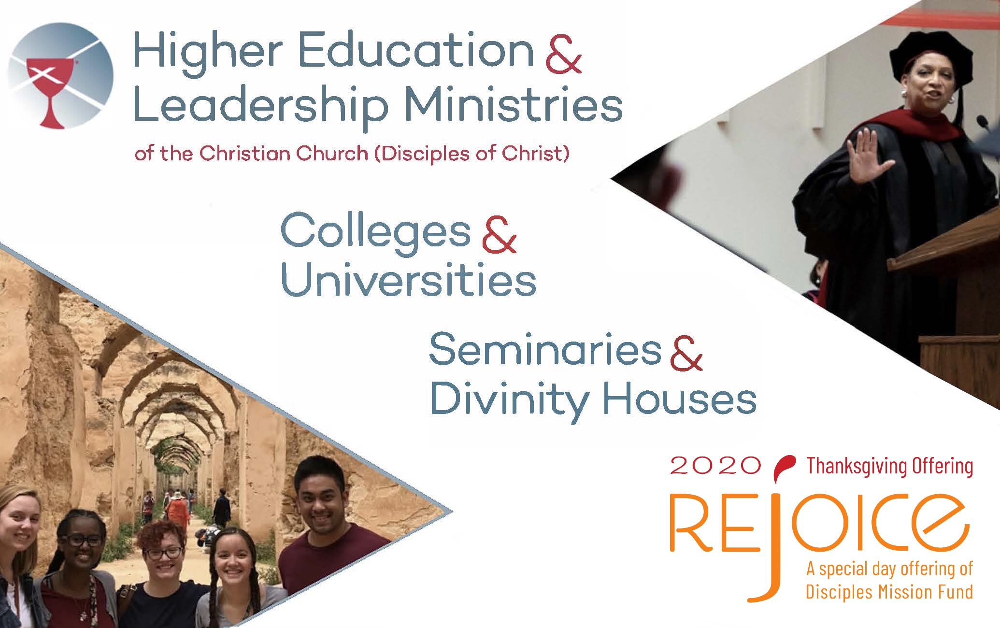 Higher Education &
Leadership Ministries
of the Christian Church (Disciples of Christ)
Colleges &
Universities
Seminaries &
Divinity Houses
2020 Thanksgiving Offering
REJOICE
A special day offering of
Disciples Mission Fund